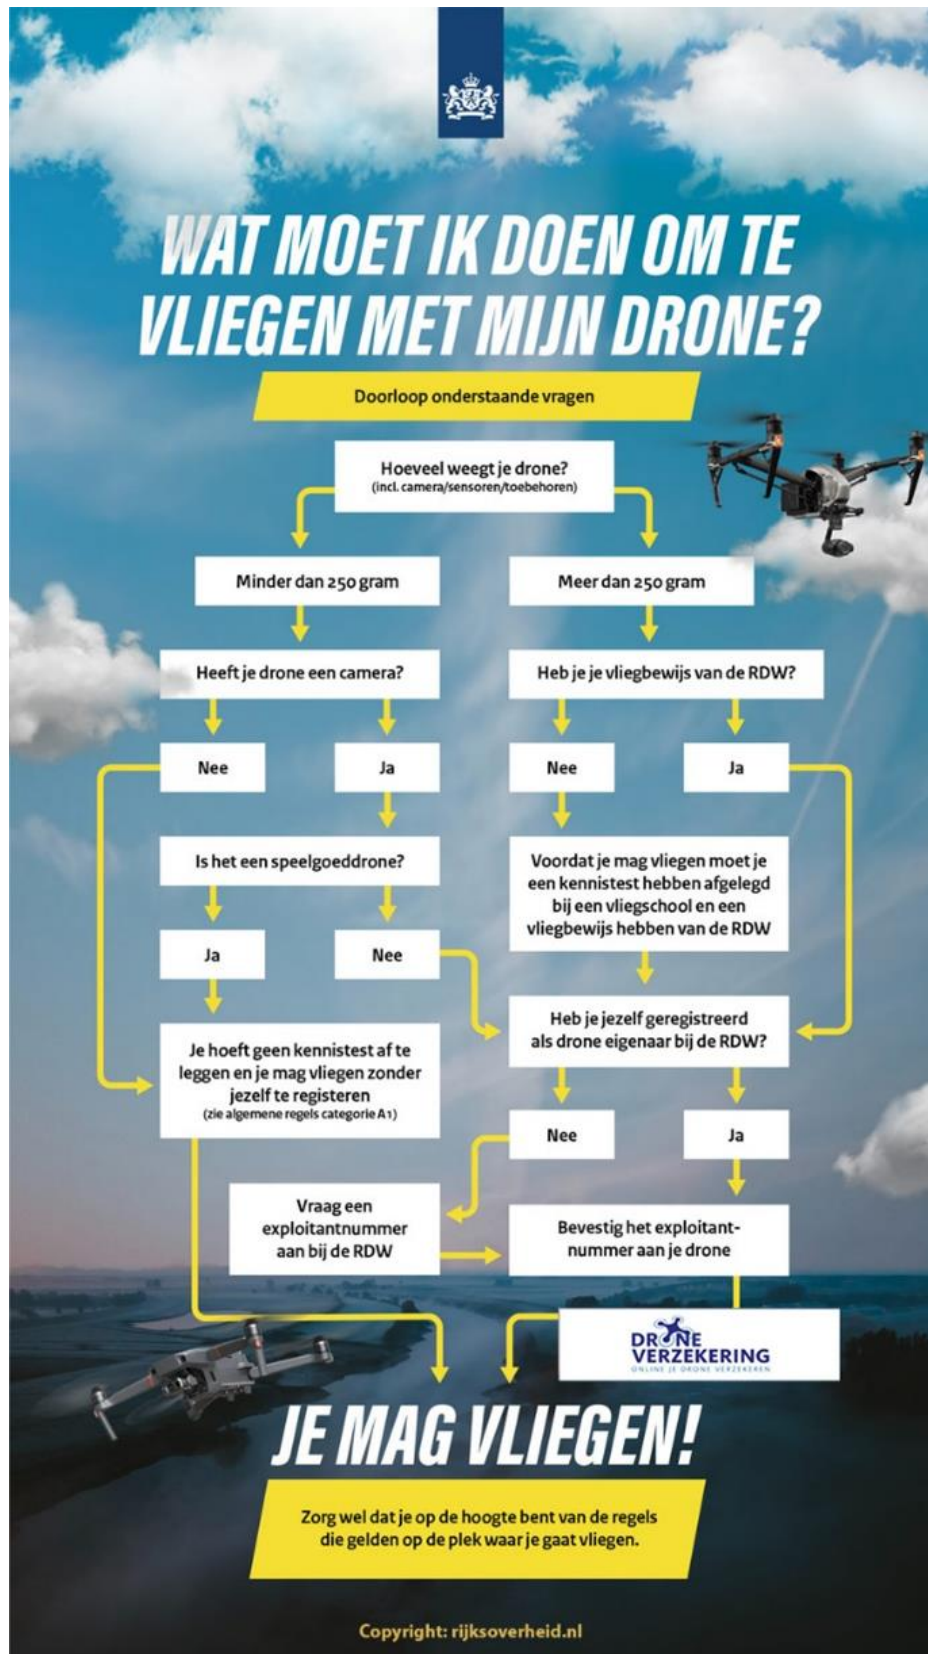 WAT MOET IK DOEN OM TE
VLIEGEN MET MIJN DRONE?
Doorloop onderstaande vragen
Hoeveel weegt je drone?
(incl. camera/sensoren/toebehoren)
Minder dan 250 gram
Meer dan 250 gram
Heeft je drone een camera?
Heb je je vliegbewijs van de RDW?
Nee
Ja
Nee
Ja
Is het een speelgoeddrone?
Voordat je mag vliegen moet je
een kennistest hebben afgelegd
bij een vliegschool en een
vliegbewijs hebben van de RDW
Ja
Nee
Heb je jezelf geregistreerd
als drone eigenaar bij de RDW?
Je hoeft geen kennistest af te
leggen en je mag vliegen zonder
jezelf te registeren
(zie algemene regels categorie A1)
Nee
Ja
Vraag een
exploitantnummer
aan bij de RDW
Bevestig het exploitant-
nummer aan je drone
DRONE
VERZEKERING
ONLINE JE DRONE VERZEKEREN
JE MAG VLIEGEN!
Zorg wel dat je op de hoogte bent van de regels
die gelden op de plek waar je gaat vliegen.
Copyright: rijksoverheid.nl